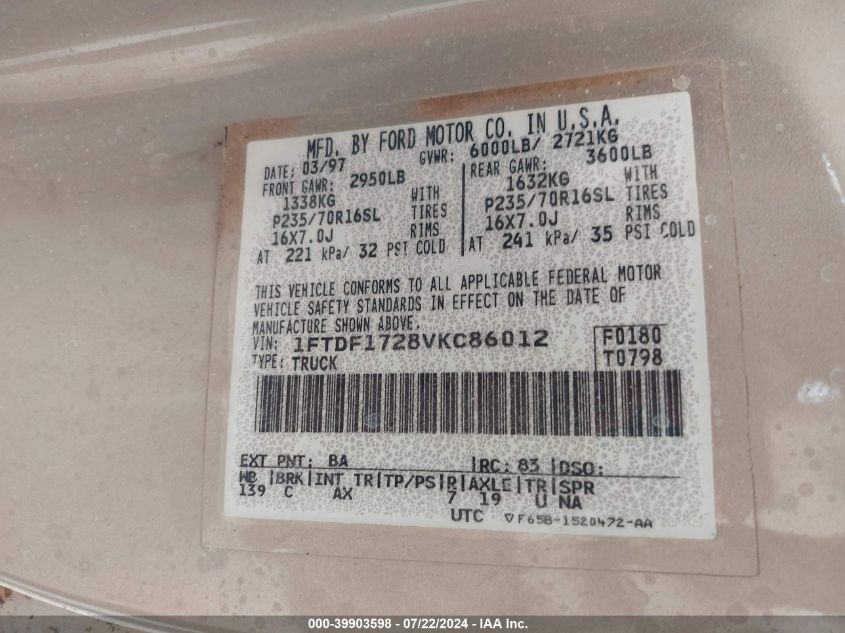 MFD. BY FORD MOTOR CO. IN U.S.A.
DATE: 03/97 GVWR: 6000LB/ 2721KG
FRONT GAWR: 2950LB REAR GAWR: 3600LB
1338KG WITH 1632KG WITH
P235/70R16SL TIRES P235/70R16SL TIRES
16X7.0J RIMS 16X7.0J RIMS
AT 221 kPa/ 32 PSI COLD AT 241 kPa/ 35 PSI COLD
THIS VEHICLE CONFORMS TO ALL APPLICABLE FEDERAL MOTOR
VEHICLE SAFETY STANDARDS IN EFFECT ON THE DATE OF
MANUFACTURE SHOWN ABOVE.
VIN: 1FTDF1728VKC86012 F0180
TYPE: TRUCK T0798
EXT PNT: BA RC: 83 DSO:
WB BRK INT TR TP/PS R AXLE TR SPR
139 C AX 7 19 U NA
UTC ▽F65B-1520472-AA
000-39903598 - 07/22/2024 - IAA Inc.